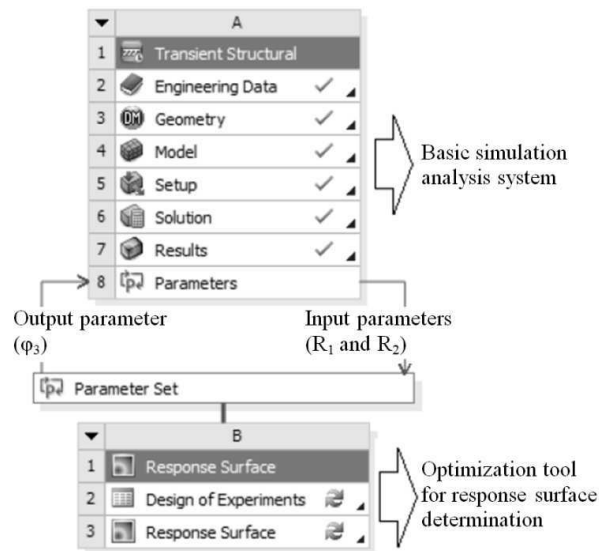 A
1 Transient Structural
2 Engineering Data
3 DM Geometry
4 Model
5 Setup
6 Solution
7 Results
8 Parameters
Basic simulation
analysis system
Output parameter
(φ₃)
Input parameters
(R₁ and R₂)
Parameter Set
B
1 Response Surface
2 Design of Experiments
3 Response Surface
Optimization tool
for response surface
determination